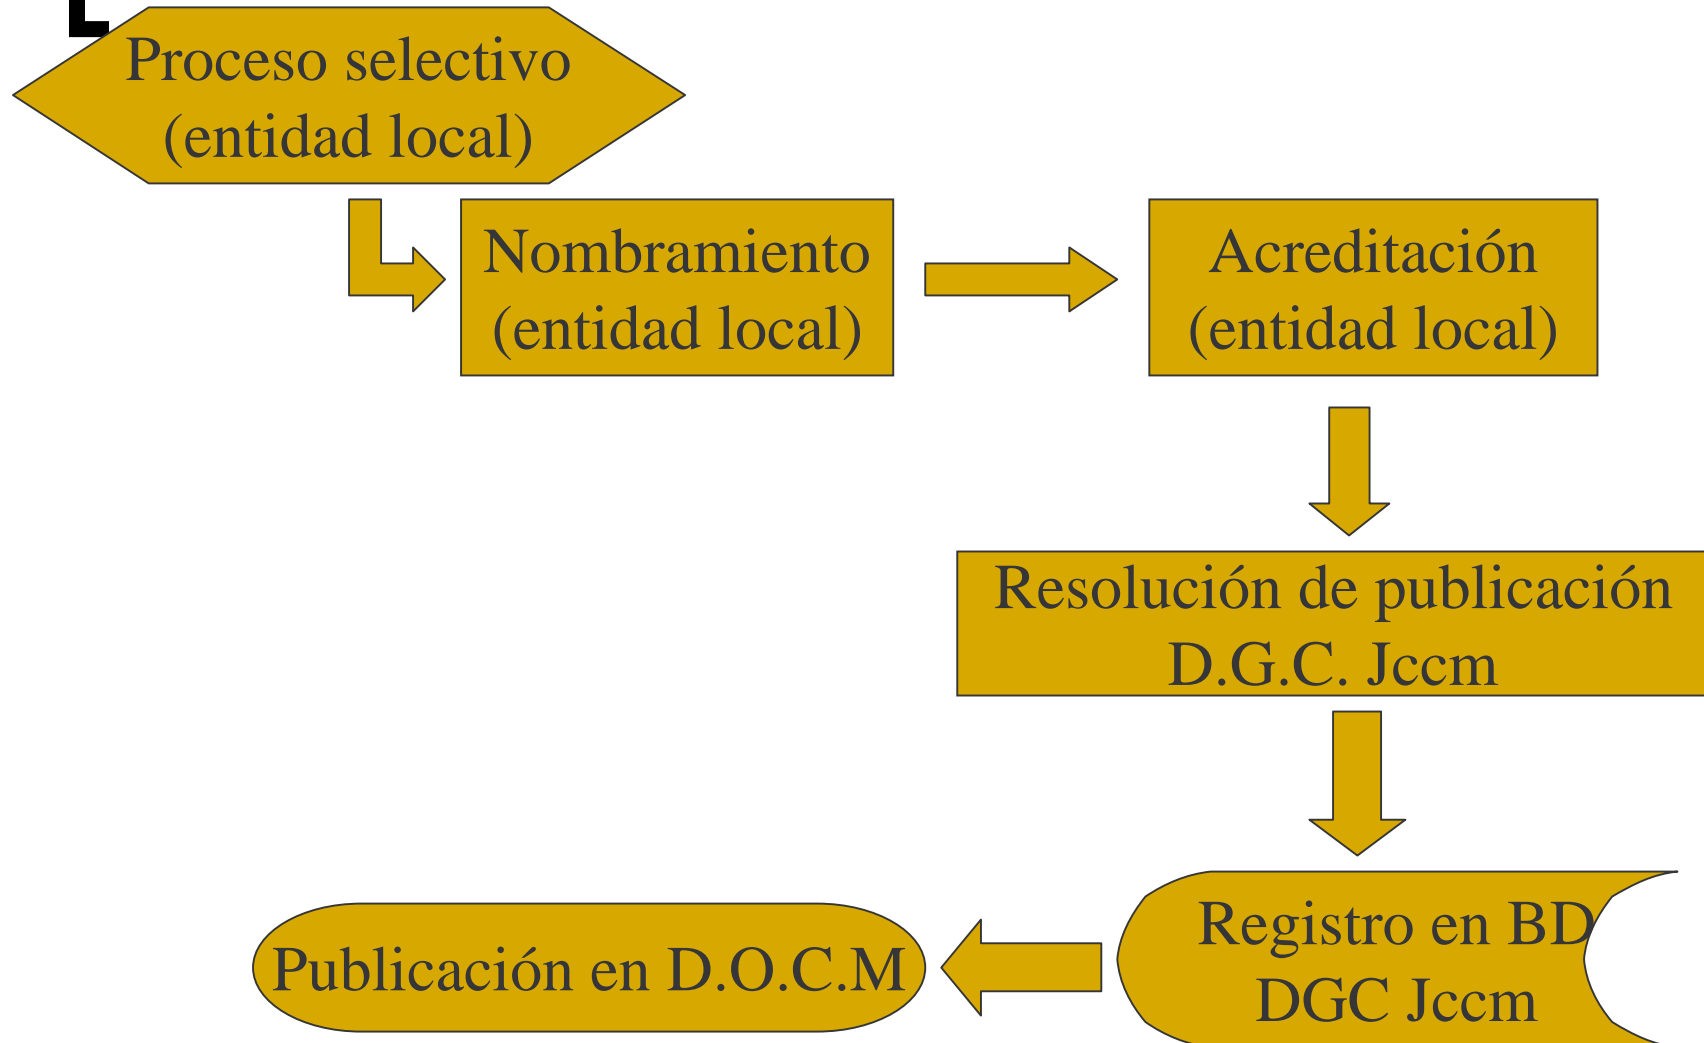 Proceso selectivo
(entidad local)
Nombramiento
(entidad local)
Acreditación
(entidad local)
Resolución de publicación
D.G.C. Jccm
Registro en BD
DGC Jccm
Publicación en D.O.C.M